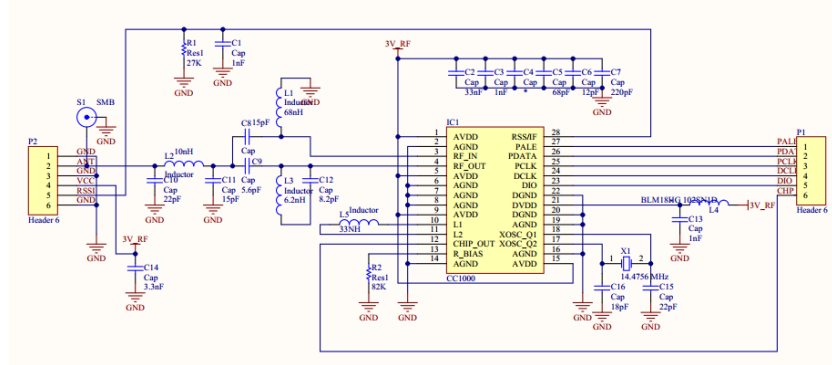 3V_RF
R1
Res1
27K
GND
C1
Cap
1nF
GND
S1
SMB
GND
L1
Inductor
68nH
GND
C8
15pF
Cap
C2
Cap
33nF
C3
Cap
1nF
C4
Cap
*
C5
Cap
68pF
C6
Cap
12pF
C7
Cap
220pF
GND
P2
1
2
3
4
5
6
Header 6
GND
ANT
GND
VCC
RSSI
GND
GND
L2
10nH
Inductor
C10
Cap
22pF
GND
C11
Cap
15pF
GND
C9
Cap
5.6pF
L3
Inductor
6.2nH
C12
Cap
8.2pF
3V_RF
C14
Cap
3.3nF
GND
L5
Inductor
33NH
R2
Res1
82K
GND
GND
IC1
1 AVDD RSS/IF 28
2 AGND PALE 27
3 RF_IN PDATA 26
4 RF_OUT PCLK 25
5 AVDD DCLK 24
6 AGND DIO 23
7 AGND DGND 22
8 AGND DVDD 21
9 AVDD DGND 20
10 L1 AGND 19
11 L2 XOSC_Q1 18
12 CHIP_OUT XOSC_Q2 17
13 R_BIAS AGND 16
14 AGND AVDD 15
CC1000
GND
X1
1
2
14.4756 MHz
C16
Cap
18pF
GND
C15
Cap
22pF
GND
L4
3V_RF
C13
Cap
1nF
GND
P1
1
2
3
4
5
6
Header 6
DIO
CHP